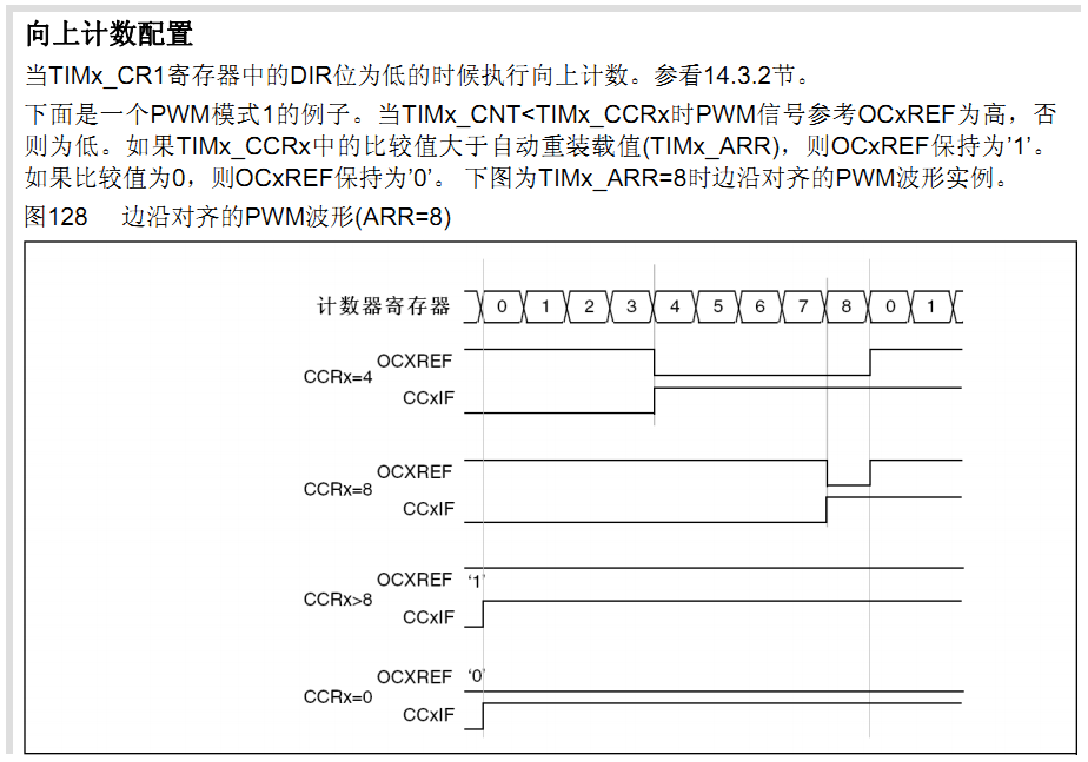 向上计数配置
当TIMx_CR1寄存器中的DIR位为低的时候执行向上计数。参看14.3.2节。
下面是一个PWM模式1的例子。当TIMx_CNT<TIMx_CCRx时PWM信号参考OCxREF为高，否
则为低。如果TIMx_CCRx中的比较值大于自动重装载值(TIMx_ARR)，则OCxREF保持为’1’。
如果比较值为0，则OCxREF保持为’0’。 下图为TIMx_ARR=8时边沿对齐的PWM波形实例。
图128 边沿对齐的PWM波形(ARR=8)
计数器寄存器 0 1 2 3 4 5 6 7 8 0 1
OCXREF
CCRx=4
CCxIF
OCXREF
CCRx=8
CCxIF
OCXREF ‘1’
CCRx>8
CCxIF
OCXREF ‘0’
CCRx=0
CCxIF